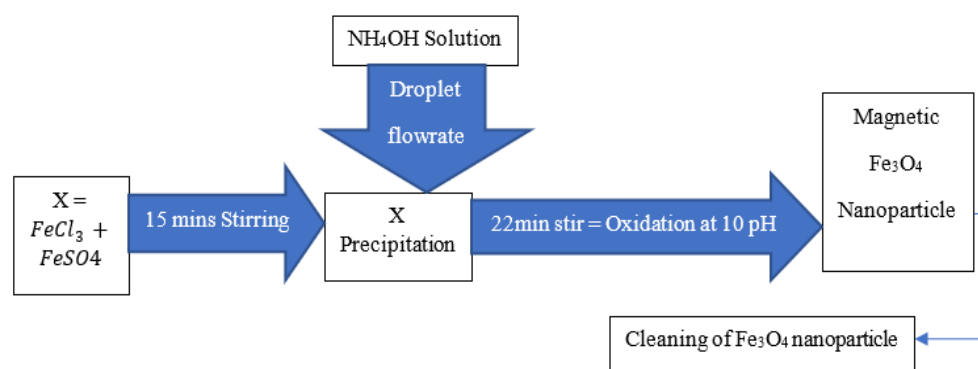 NH₄OH Solution
Droplet
flowrate
X =
FeCl₃ +
FeSO4
15 mins Stirring
X
Precipitation
22min stir = Oxidation at 10 pH
Magnetic
Fe₃O₄
Nanoparticle
Cleaning of Fe₃O₄ nanoparticle